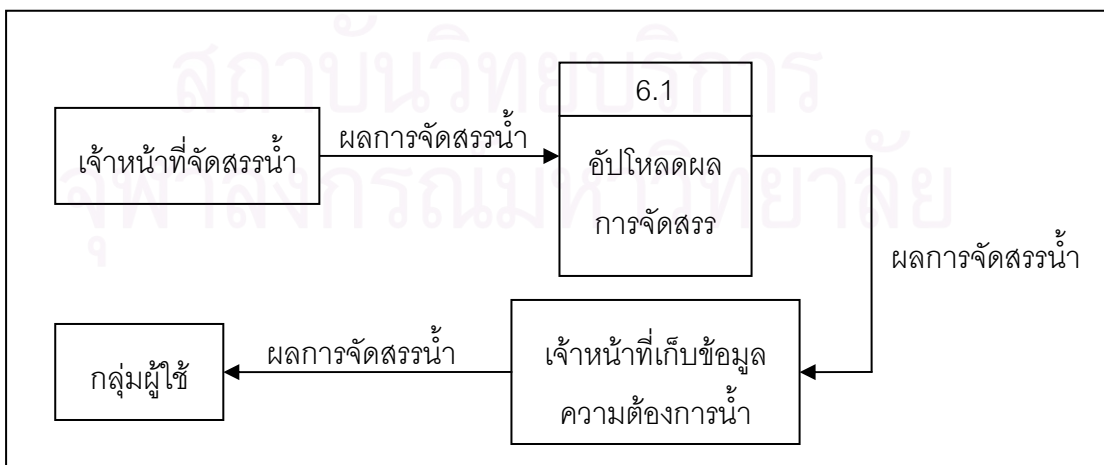 สถาบันวิทยบริการ
จุฬาลงกรณ์มหาวิทยาลัย
6.1
เจ้าหน้าที่จัดสรรน้ำ
ผลการจัดสรรน้ำ
อัปโหลดผล
การจัดสรร
ผลการจัดสรรน้ำ
กลุ่มผู้ใช้
ผลการจัดสรรน้ำ
เจ้าหน้าที่เก็บข้อมูล
ความต้องการน้ำ